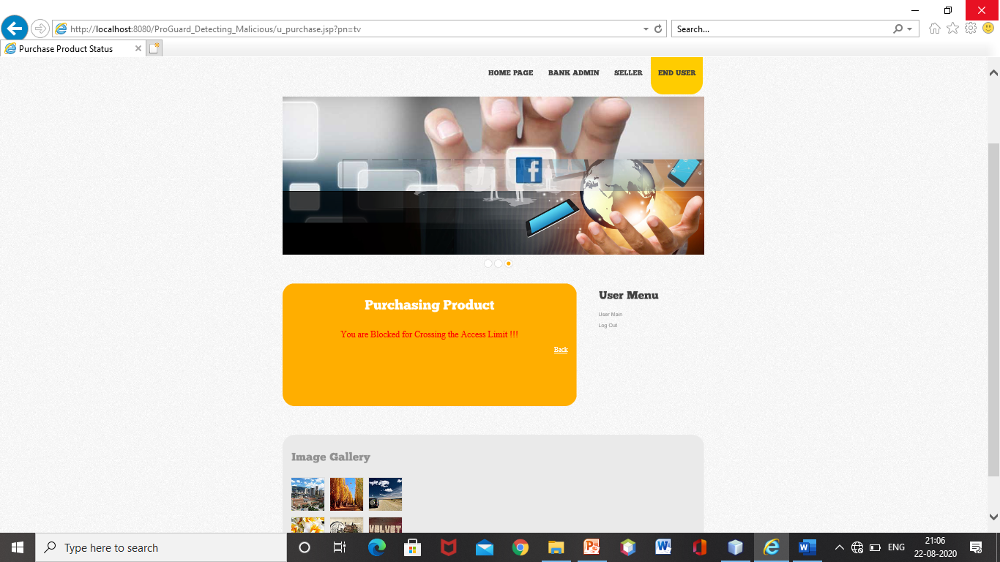 http://localhost:8080/ProGuard_Detecting_Malicious/u_purchase.jsp?pn=tv
Search...
Purchase Product Status
HOME PAGE BANK ADMIN SELLER END USER
f
Purchasing Product
You are Blocked for Crossing the Access Limit !!!
Back
User Menu
User Main
Log Out
Image Gallery
VELVET
Type here to search
ENG
21:06
22-08-2020